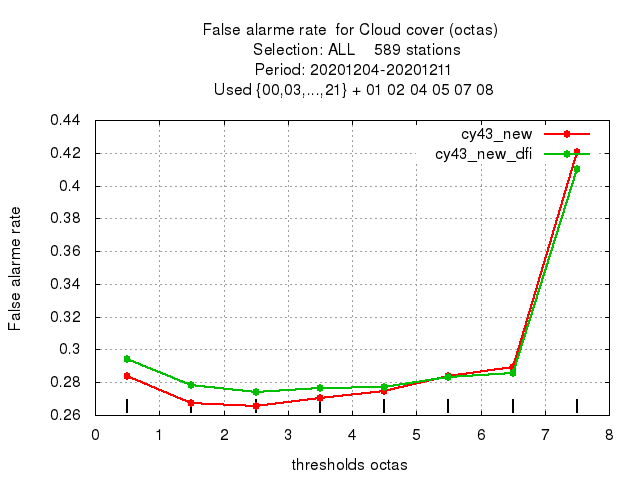 False alarme rate  for Cloud cover (octas)
Selection: ALL    589 stations
Period: 20201204-20201211
Used {00,03,...,21} + 01 02 04 05 07 08
cy43_new
cy43_new_dfi
0.44
0.42
0.4
0.38
0.36
0.34
0.32
0.3
0.28
0.26
False alarme rate
0 1 2 3 4 5 6 7 8
thresholds octas